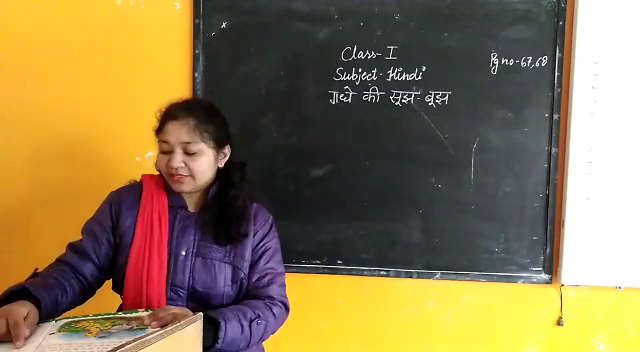 Class-I
Pg no-67,68
Subject-Hindi
गधे की सूझ-बूझ